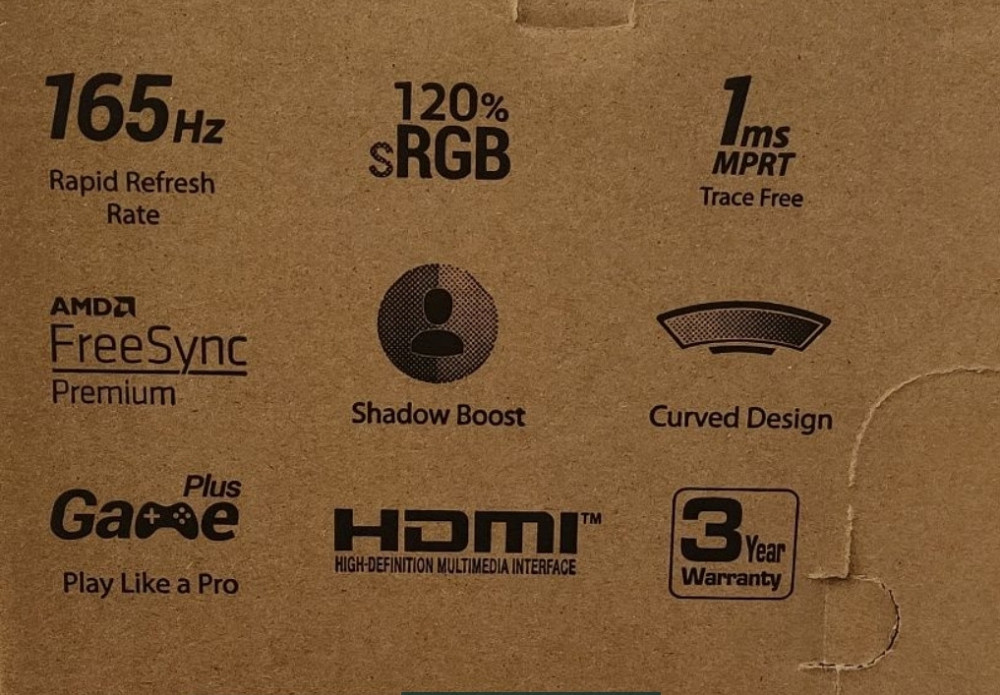 165Hz
Rapid Refresh
Rate
120%
sRGB
1ms
MPRT
Trace Free
AMD
FreeSync
Premium
Shadow Boost
Curved Design
Game Plus
Play Like a Pro
HDMI™
HIGH-DEFINITION MULTIMEDIA INTERFACE
3 Year
Warranty